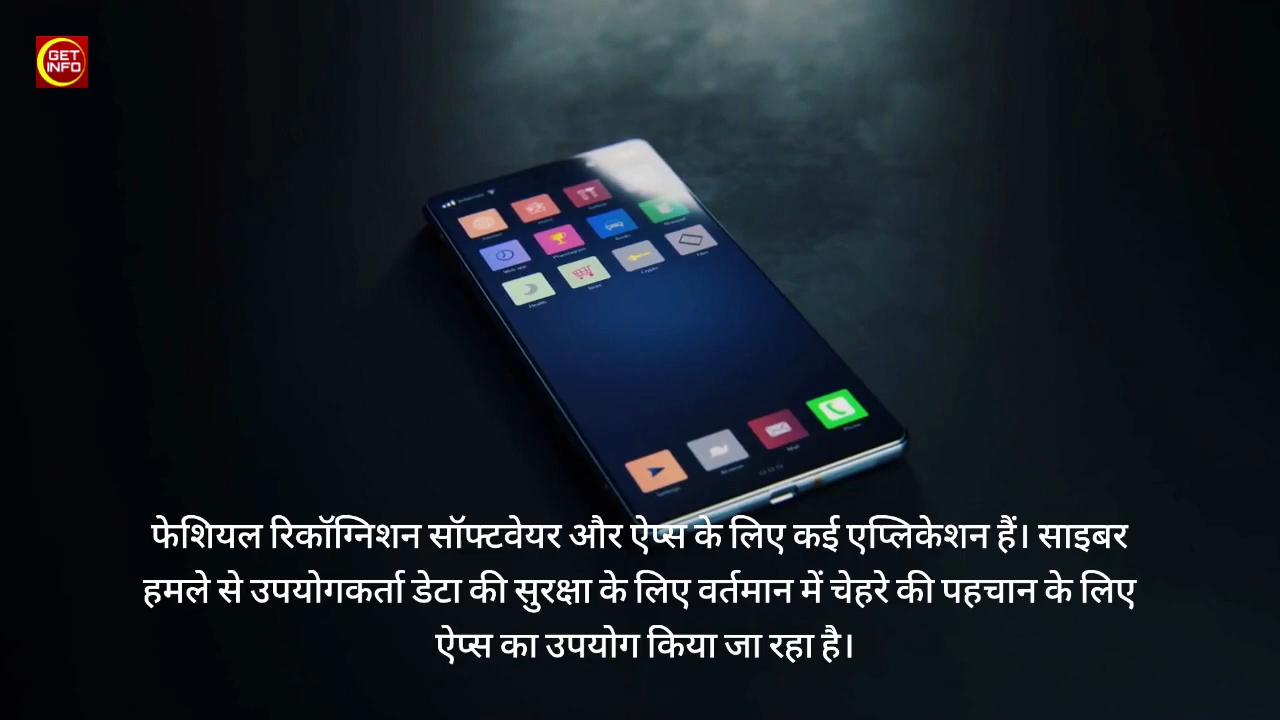 GET
INFO
फेशियल रिकॉग्निशन सॉफ्टवेयर और ऐप्स के लिए कई एप्लिकेशन हैं। साइबर
हमले से उपयोगकर्ता डेटा की सुरक्षा के लिए वर्तमान में चेहरे की पहचान के लिए
ऐप्स का उपयोग किया जा रहा है।